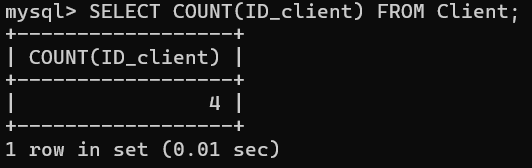 mysql> SELECT COUNT(ID_client) FROM Client;
+------------------+
| COUNT(ID_client) |
+------------------+
|                4 |
+------------------+
1 row in set (0.01 sec)